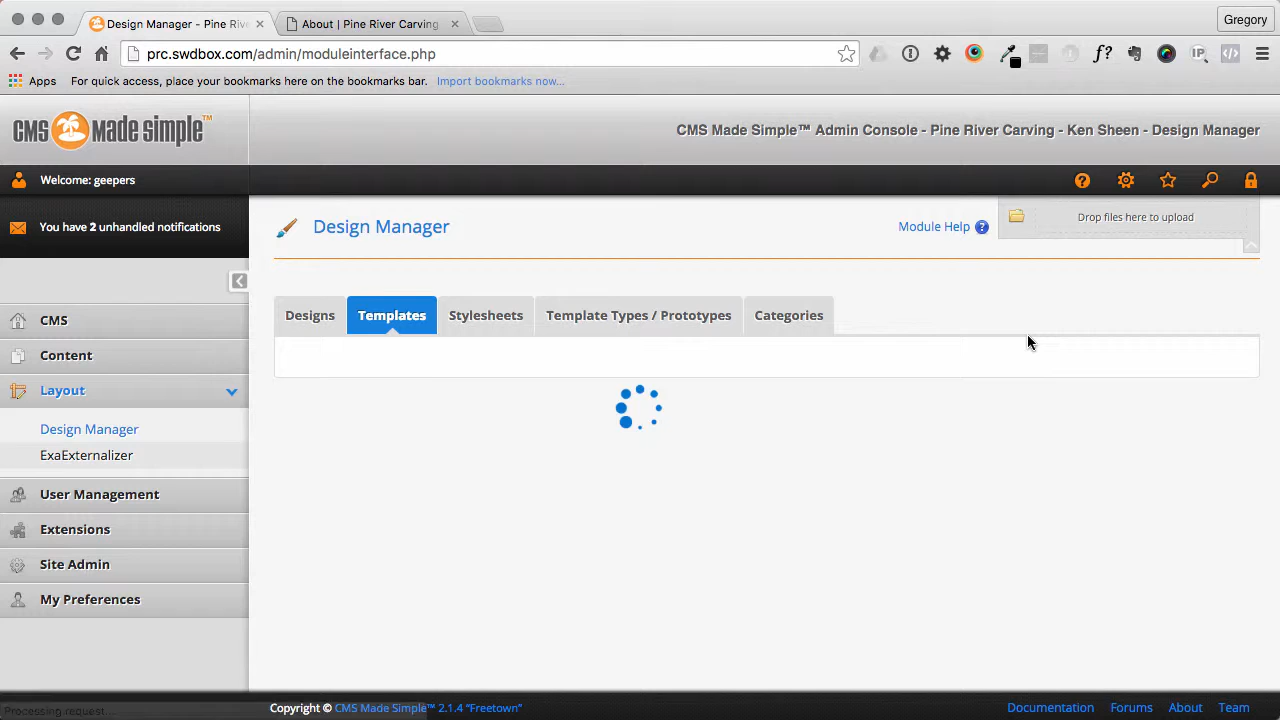 Design Manager - Pine Rive
About | Pine River Carving
Gregory
prc.swdbox.com/admin/moduleinterface.php
Apps
For quick access, place your bookmarks here on the bookmarks bar.
Import bookmarks now...
CMS made simple™
CMS Made Simple™ Admin Console - Pine River Carving - Ken Sheen - Design Manager
Welcome: geepers
You have 2 unhandled notifications
Design Manager
Module Help
Drop files here to upload
Designs
Templates
Stylesheets
Template Types / Prototypes
Categories
CMS
Content
Layout
Design Manager
ExaExternalizer
User Management
Extensions
Site Admin
My Preferences
Processing request...
Copyright © CMS Made Simple™ 2.1.4 “Freetown”
Documentation
Forums
About
Team